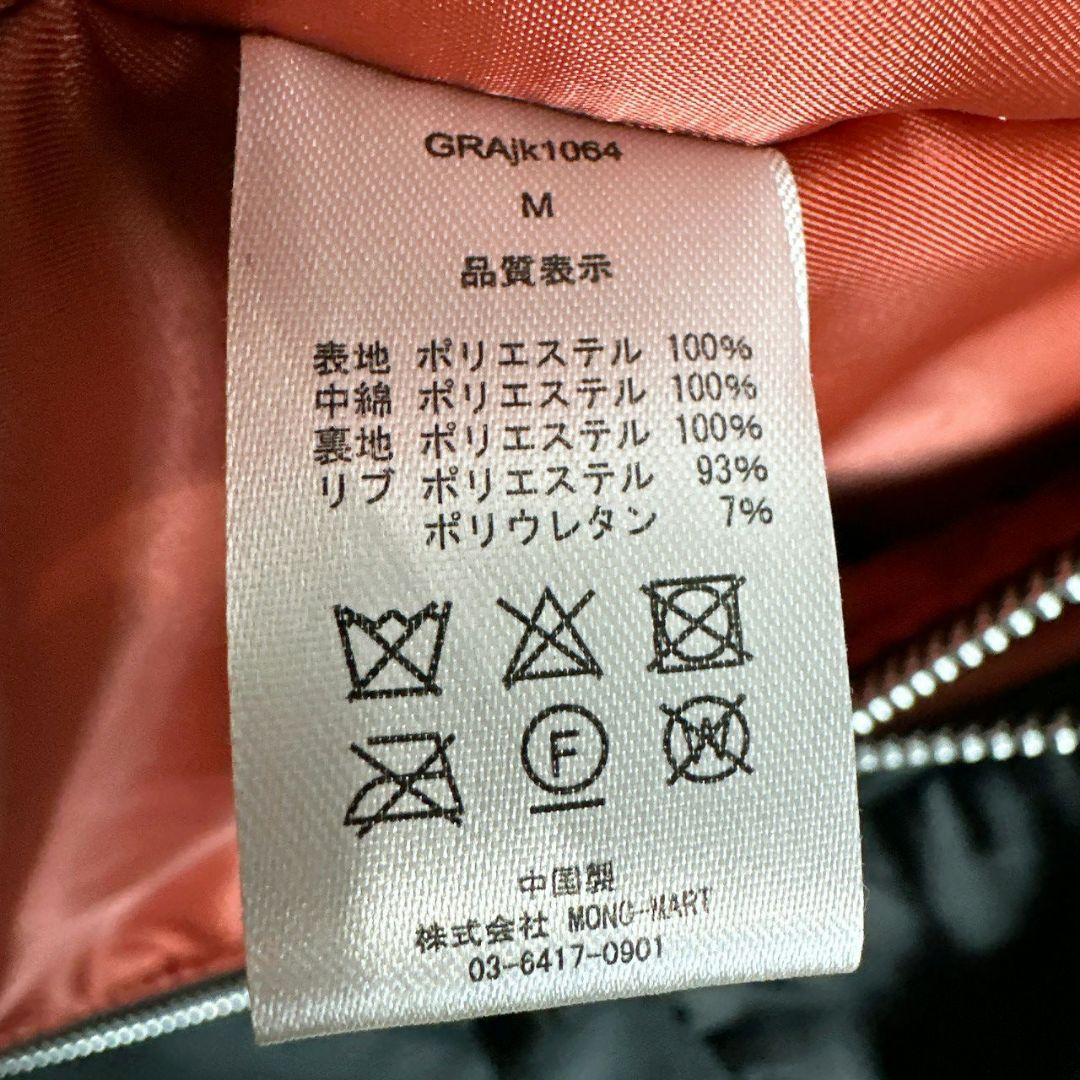 GRAjk1064
M
品質表示
表地 ポリエステル 100%
中綿 ポリエステル 100%
裏地 ポリエステル 100%
リブ ポリエステル 93%
ポリウレタン 7%
F
W
中国製
株式会社 MONO-MART
03-6417-0901